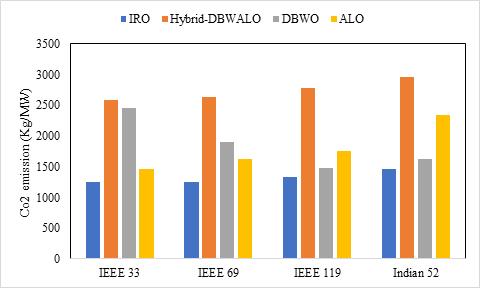 IRO Hybrid-DBWALO DBWO ALO
3500
3000
2500
2000
1500
1000
500
0
Co2 emission (Kg/MW)
IEEE 33 IEEE 69 IEEE 119 Indian 52